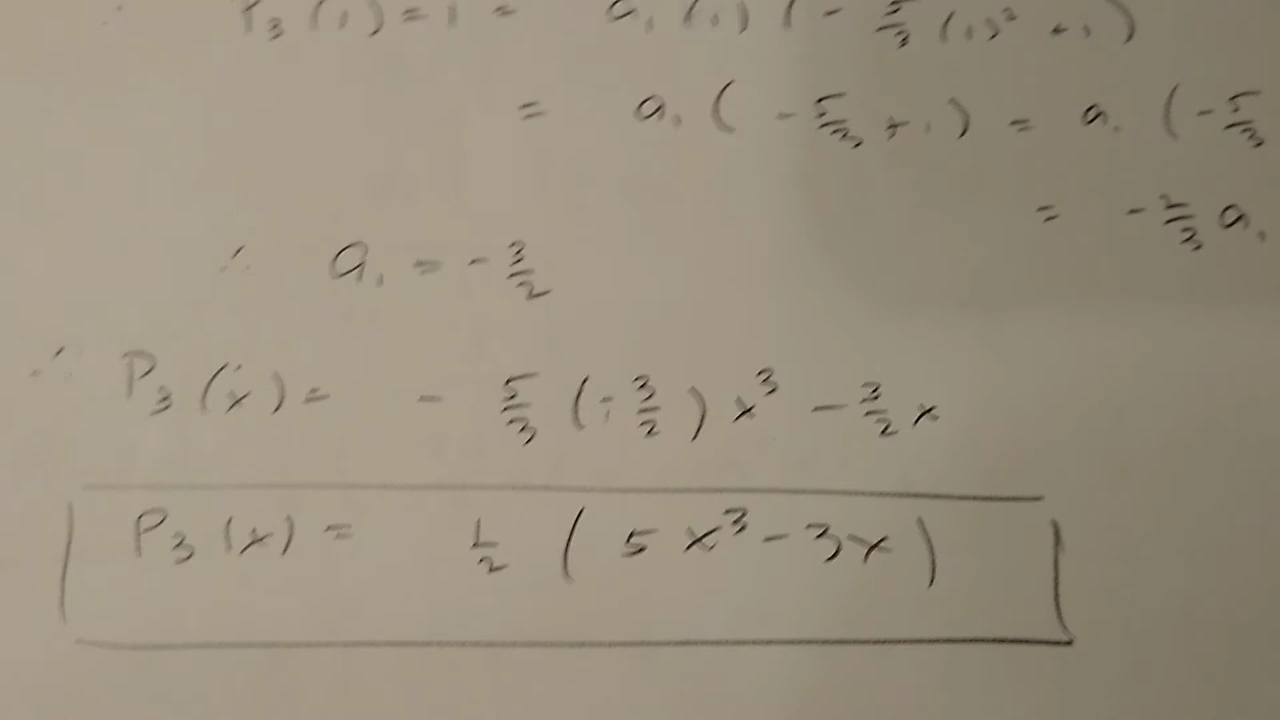 P₃(1) = 1 = a₁(1)(-5/3(1)² + 1)
= a₁(-5/3 + 1) = a₁(-5/3
= -2/3 a₁
∴ a₁ = -3/2
∴ P₃(x) = - 5/3 (-3/2) x³ - 3/2 x
P₃(x) = 1/2 (5x³ - 3x)